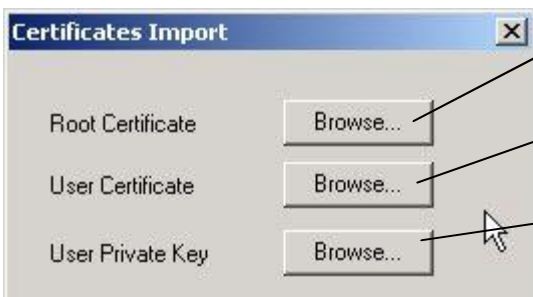 Certificates Import
Root Certificate Browse...
User Certificate Browse...
User Private Key Browse...